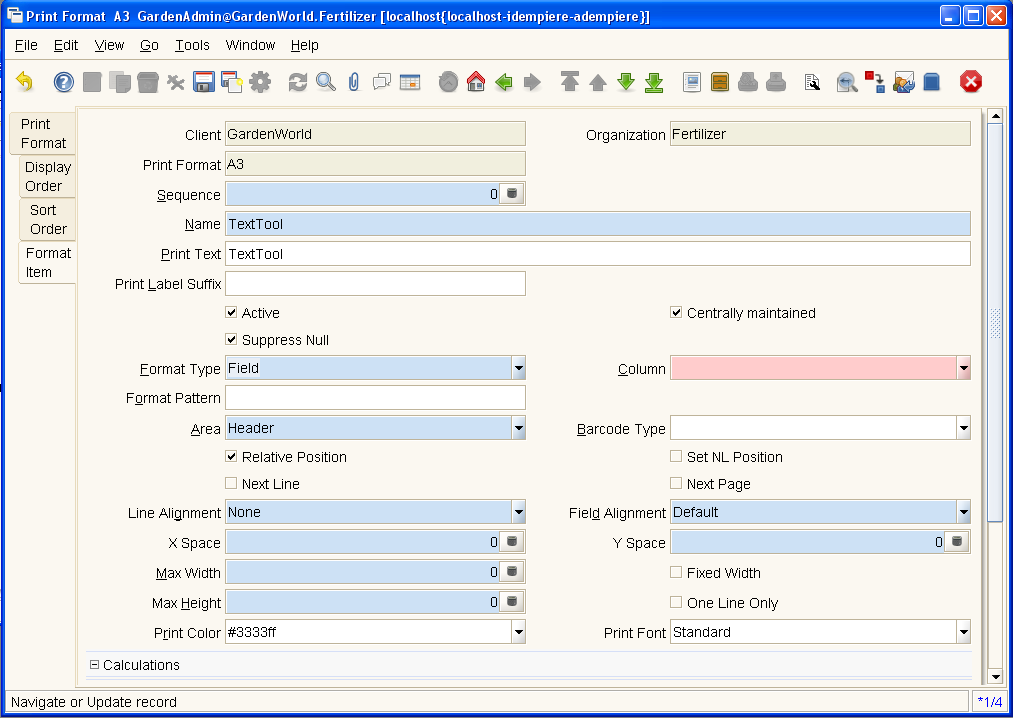 Print Format  A3  GardenAdmin@GardenWorld.Fertilizer [localhost{localhost-idempiere-adempiere}]
File Edit View Go Tools Window Help
Print Format
Display Order
Sort Order
Format Item
Client GardenWorld Organization Fertilizer
Print Format A3
Sequence 0
Name TextTool
Print Text TextTool
Print Label Suffix
Active Centrally maintained
Suppress Null
Format Type Field Column
Format Pattern
Area Header Barcode Type
Relative Position Set NL Position
Next Line Next Page
Line Alignment None Field Alignment Default
X Space 0 Y Space 0
Max Width 0 Fixed Width
Max Height 0 One Line Only
Print Color #3333ff Print Font Standard
Calculations
Navigate or Update record *1/4